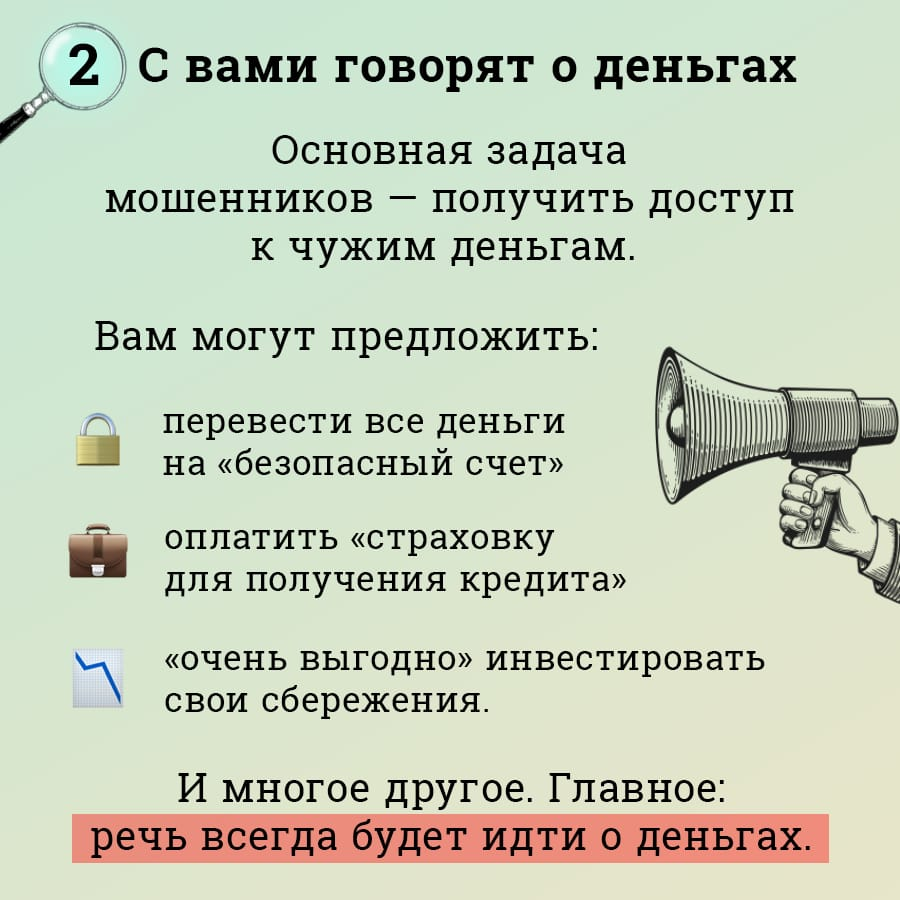 2 С вами говорят о деньгах
Основная задача
мошенников — получить доступ
к чужим деньгам.
Вам могут предложить:
перевести все деньги
на «безопасный счет»
оплатить «страховку
для получения кредита»
«очень выгодно» инвестировать
свои сбережения.
И многое другое. Главное:
речь всегда будет идти о деньгах.